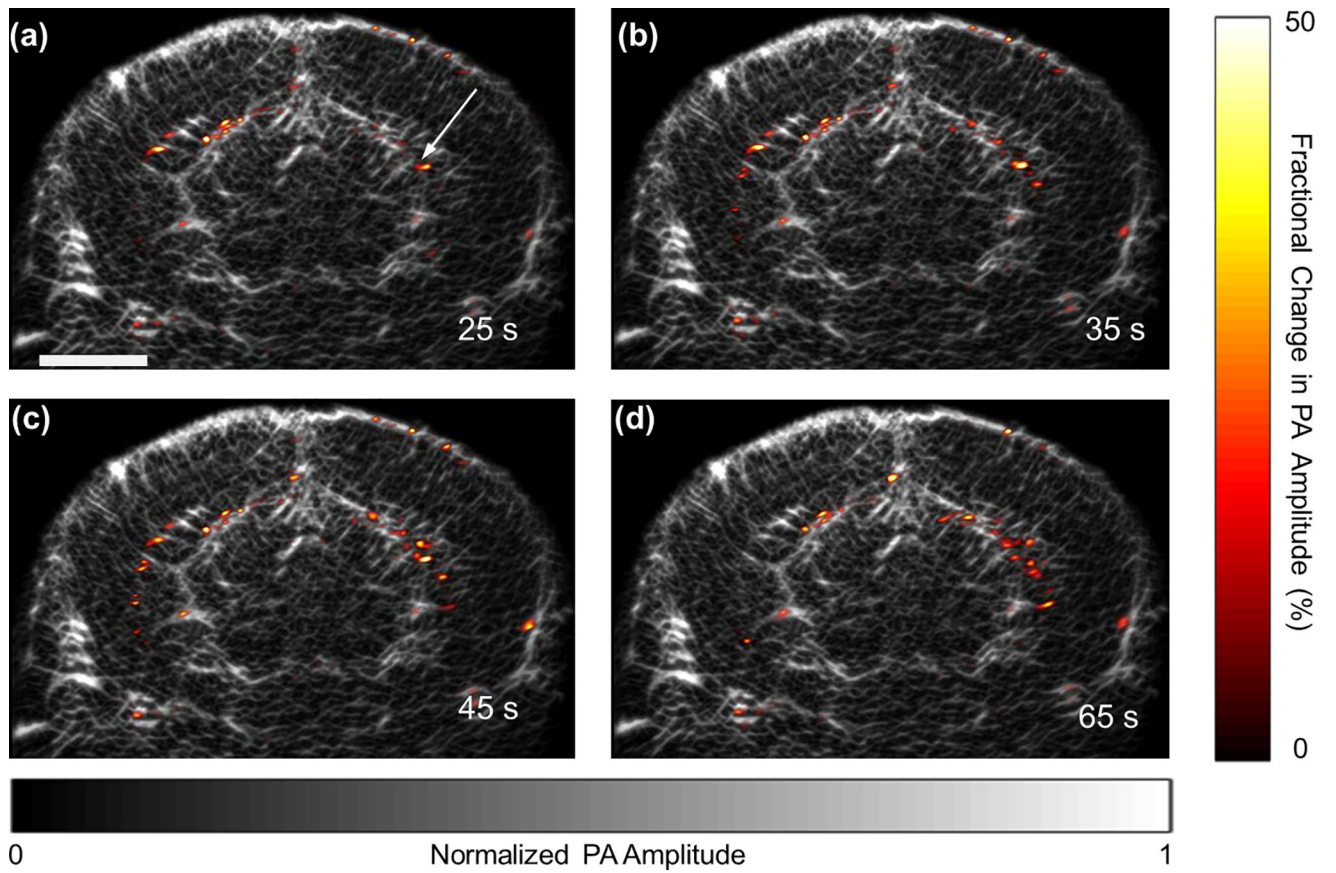 (a)
(b)
50
25 s
35 s
Fractional Change in PA Amplitude (%)
(c)
(d)
45 s
65 s
0
0
Normalized PA Amplitude
1